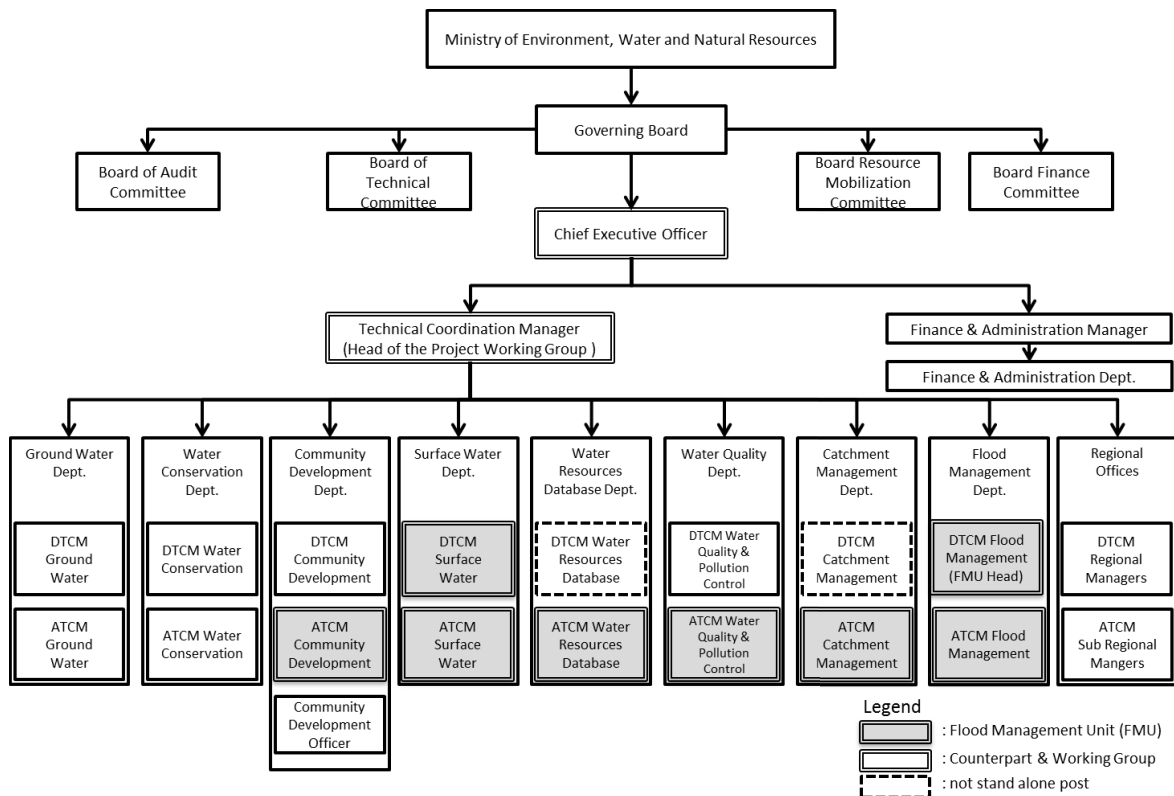 Ministry of Environment, Water and Natural Resources
Governing Board
Board of Audit
Committee
Board of
Technical
Committee
Board Resource
Mobilization
Committee
Board Finance
Committee
Chief Executive Officer
Technical Coordination Manager
(Head of the Project Working Group )
Finance & Administration Manager
Finance & Administration Dept.
Ground Water
Dept.
DTCM
Ground
Water
ATCM
Ground
Water
Water
Conservation Dept.
DTCM Water
Conservation
ATCM Water
Conservation
Community
Development
Dept.
DTCM
Community
Development
ATCM
Community
Development
Community
Development
Officer
Surface Water
Dept.
DTCM
Surface
Water
ATCM
Surface
Water
Water
Resources
Database Dept.
DTCM Water
Resources
Database
ATCM Water
Resources
Database
Water Quality
Dept.
DTCM Water
Quality &
Pollution
Control
ATCM Water
Quality &
Pollution
Control
Catchment
Management
Dept.
DTCM
Catchment
Management
ATCM
Catchment
Management
Flood
Management
Dept.
DTCM Flood
Management
(FMU Head)
ATCM Flood
Management
Regional
Offices
DTCM
Regional
Managers
ATCM
Sub Regional
Mangers
Legend
: Flood Management Unit (FMU)
: Counterpart & Working Group
: not stand alone post